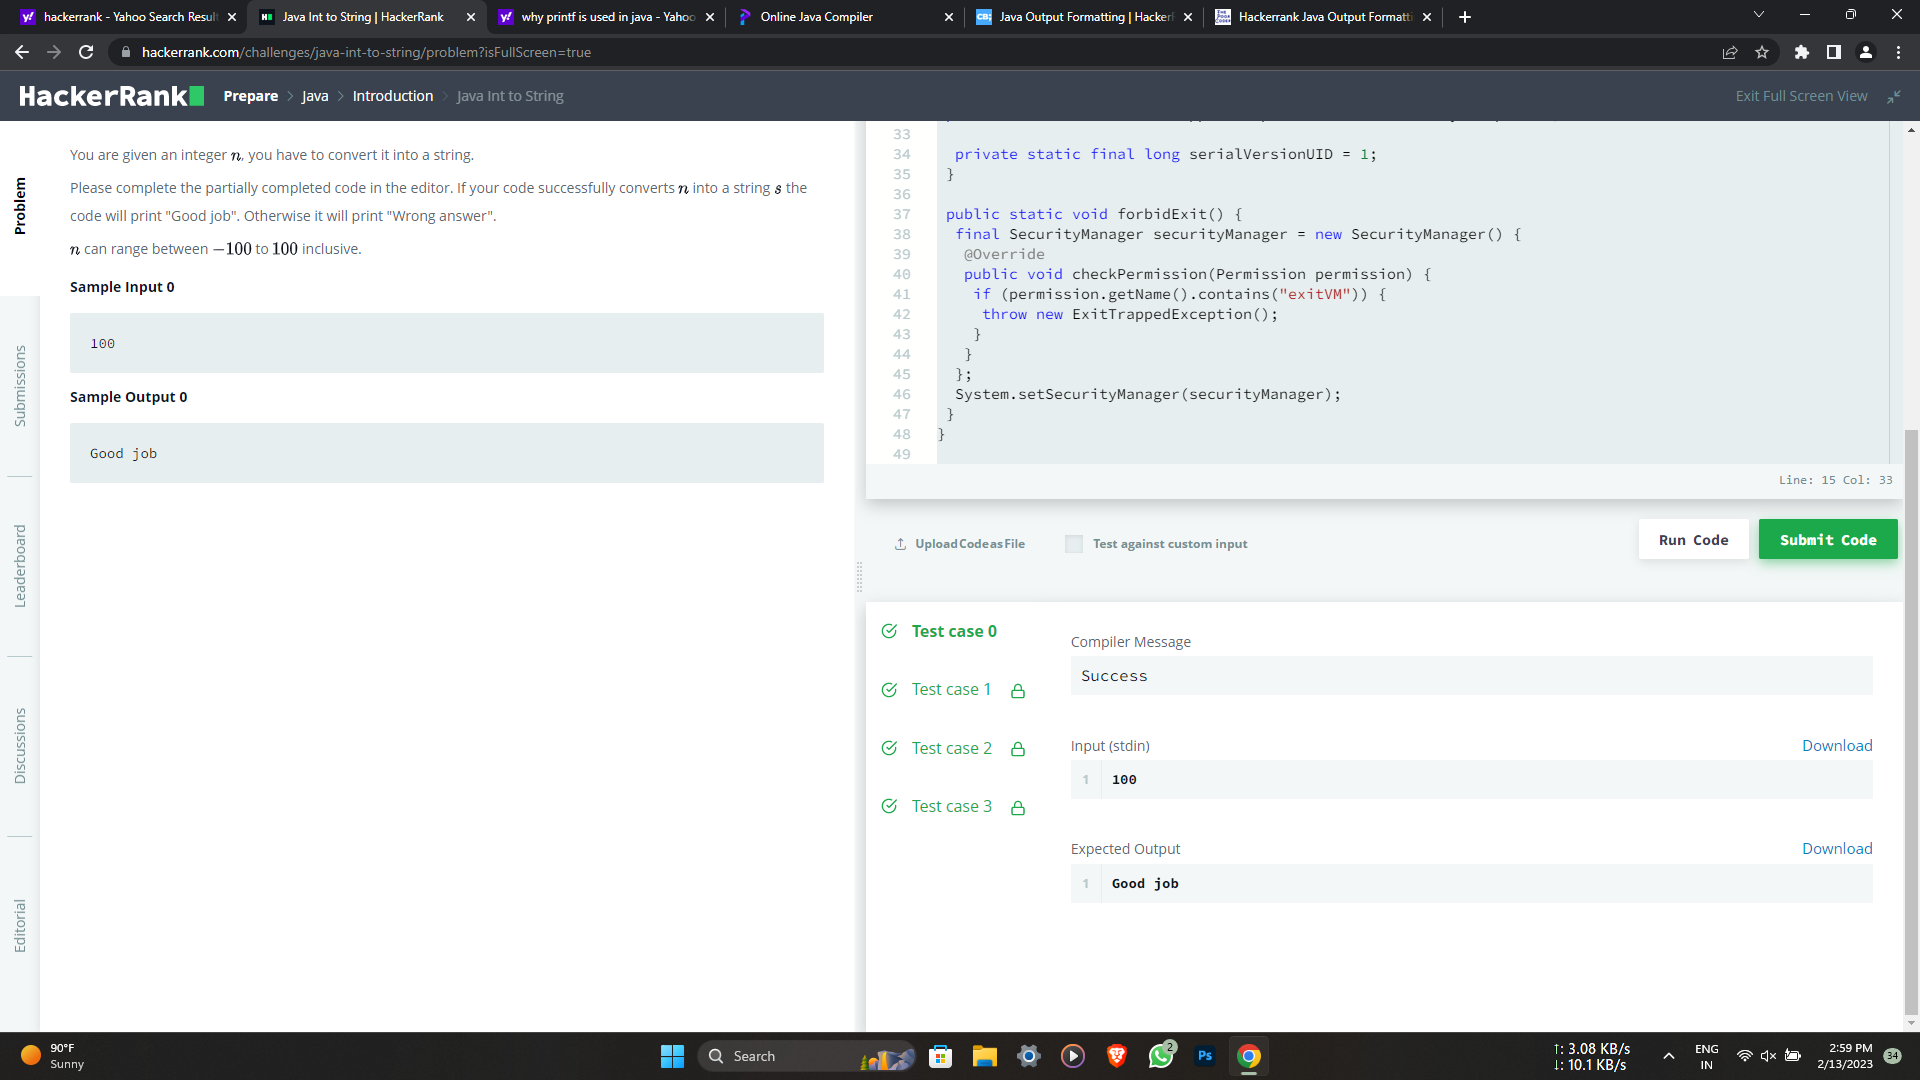 hackerrank - Yahoo Search Result
Java Int to String | HackerRank
why printf is used in java - Yahoo
Online Java Compiler
Java Output Formatting | Hacker
Hackerrank Java Output Formatti
hackerrank.com/challenges/java-int-to-string/problem?isFullScreen=true
HackerRank
Prepare > Java > Introduction > Java Int to String
Exit Full Screen View
Problem
Submissions
Leaderboard
Discussions
Editorial
You are given an integer n, you have to convert it into a string.
Please complete the partially completed code in the editor. If your code successfully converts n into a string s the
code will print "Good job". Otherwise it will print "Wrong answer".
n can range between −100 to 100 inclusive.
Sample Input 0
100
Sample Output 0
Good job
33
34 private static final long serialVersionUID = 1;
35 }
36
37 public static void forbidExit() {
38 final SecurityManager securityManager = new SecurityManager() {
39 @Override
40 public void checkPermission(Permission permission) {
41 if (permission.getName().contains("exitVM")) {
42 throw new ExitTrappedException();
43 }
44 }
45 };
46 System.setSecurityManager(securityManager);
47 }
48 }
49
Line: 15 Col: 33
Upload Code as File
Test against custom input
Run Code
Submit Code
Test case 0
Test case 1
Test case 2
Test case 3
Compiler Message
Success
Input (stdin)
Download
1 100
Expected Output
Download
1 Good job
90°F
Sunny
Search
2
Ps
↑: 3.08 KB/s
↓: 10.1 KB/s
ENG
IN
2:59 PM
2/13/2023
34